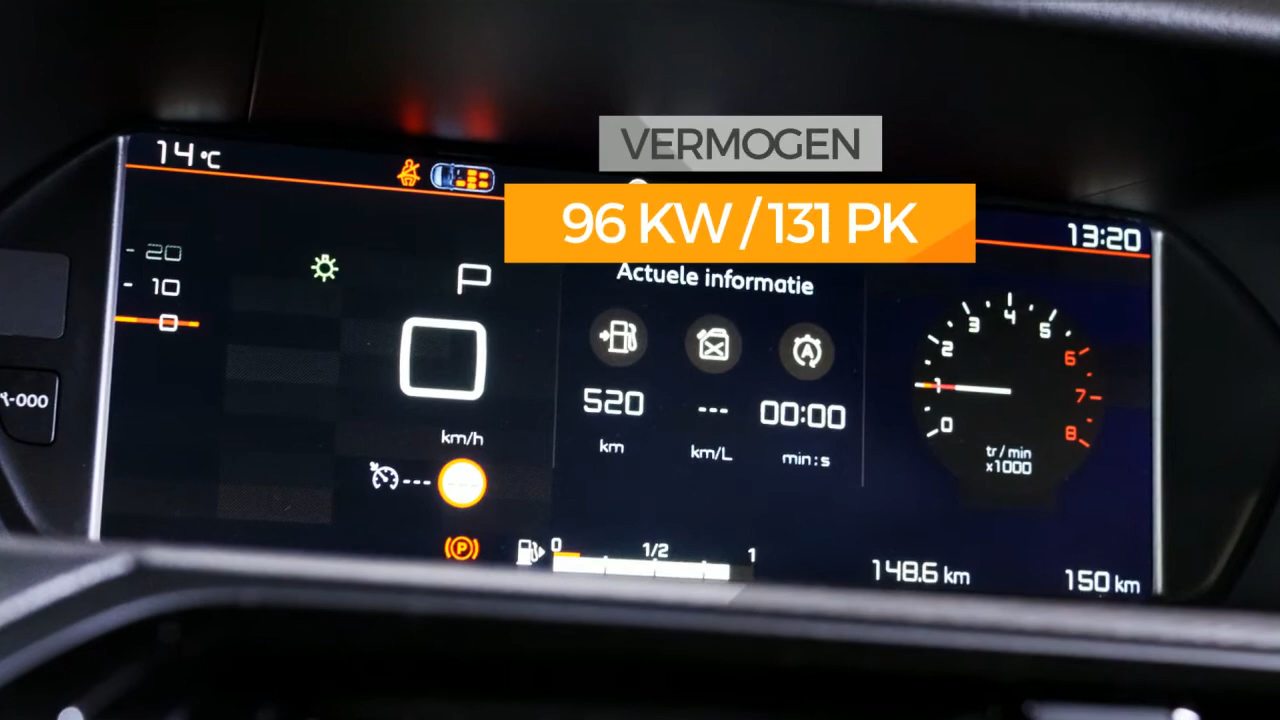 VERMOGEN
96 KW / 131 PK
14°C
13:20
- 20
- 10
0
P
km/h
---
(P)
Actuele informatie
520
---
00:00
km
km/L
min:s
A
0 1/2 1
0 1 2 3 4 5 6 7 8
tr/min
x1000
148.6 km
150 km
-000